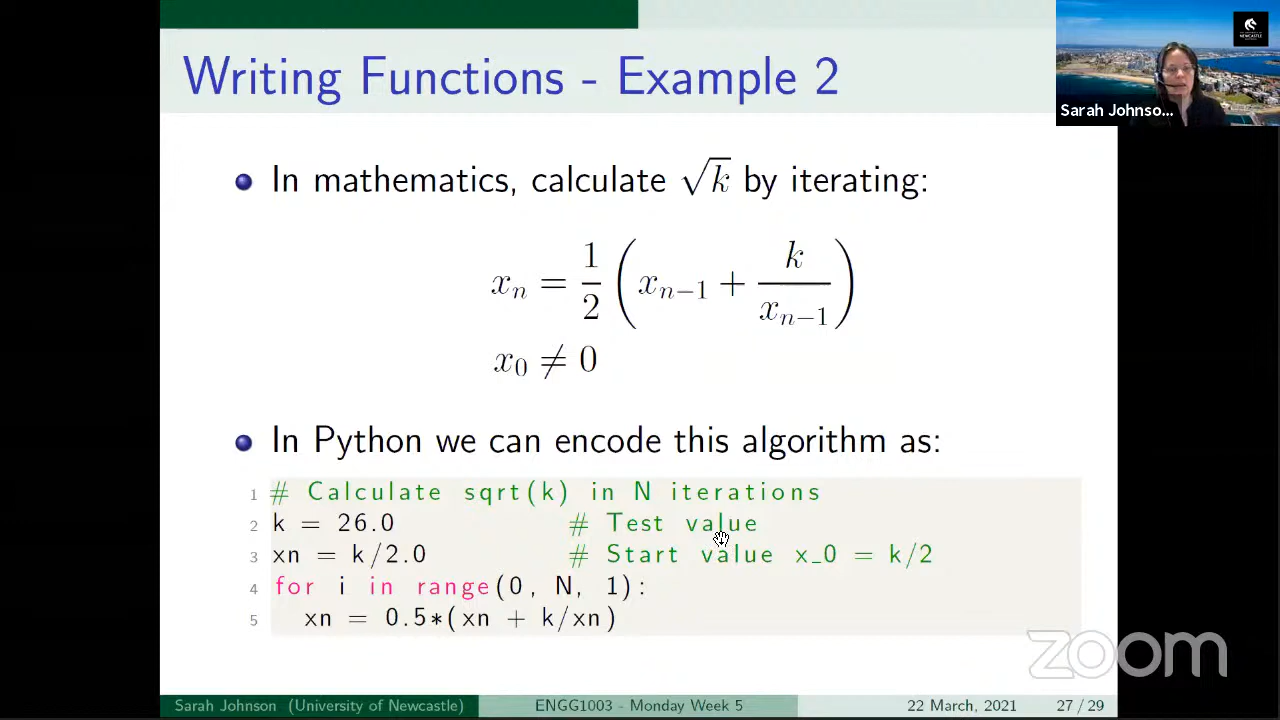 Writing Functions - Example 2
Sarah Johnso...
In mathematics, calculate √k by iterating:
xₙ = 1/2 (xₙ₋₁ + k/xₙ₋₁)
x₀ ≠ 0
In Python we can encode this algorithm as:
1 # Calculate sqrt(k) in N iterations
2 k = 26.0 # Test value
3 xn = k/2.0 # Start value x_0 = k/2
4 for i in range(0, N, 1):
5 xn = 0.5*(xn + k/xn)
zoom
Sarah Johnson (University of Newcastle) ENGG1003 - Monday Week 5 22 March, 2021 27 / 29